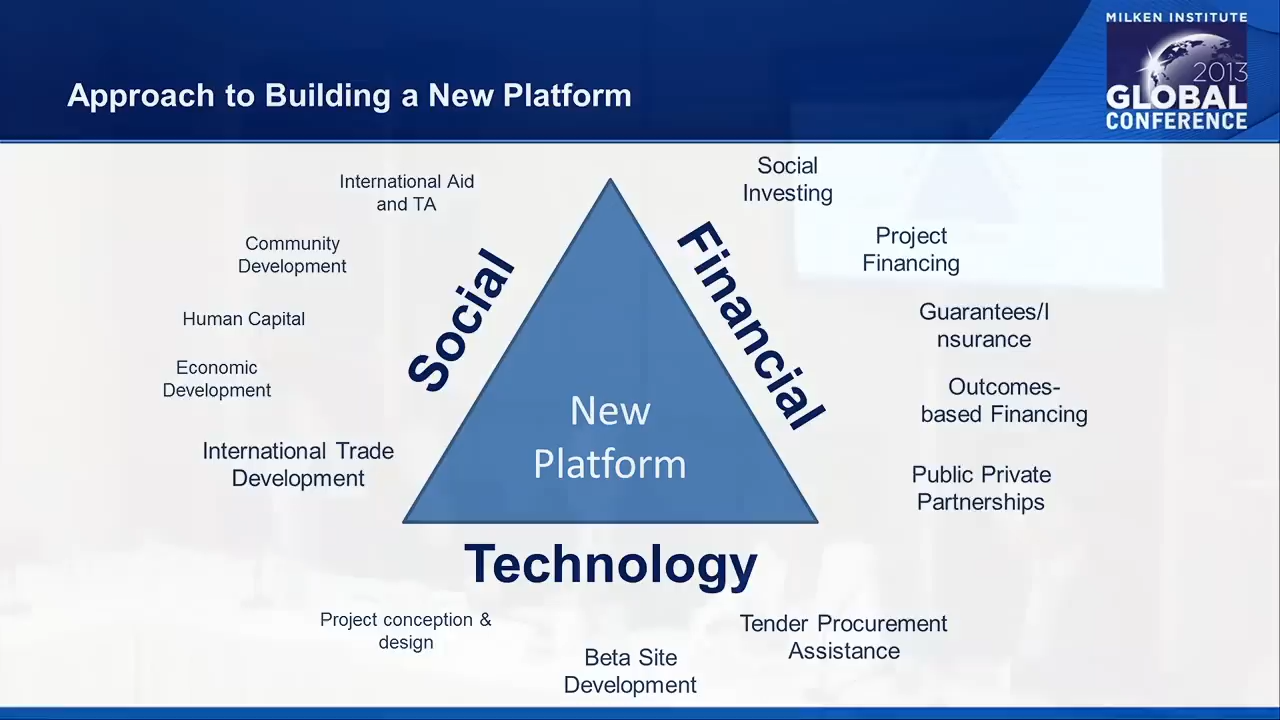 MILKEN INSTITUTE
2013
GLOBAL
CONFERENCE
Approach to Building a New Platform
International Aid
and TA
Community
Development
Human Capital
Economic
Development
International Trade
Development
Social
Financial
Social
Investing
Project
Financing
Guarantees/I
nsurance
Outcomes-
based Financing
Public Private
Partnerships
New
Platform
Technology
Project conception &
design
Beta Site
Development
Tender Procurement
Assistance